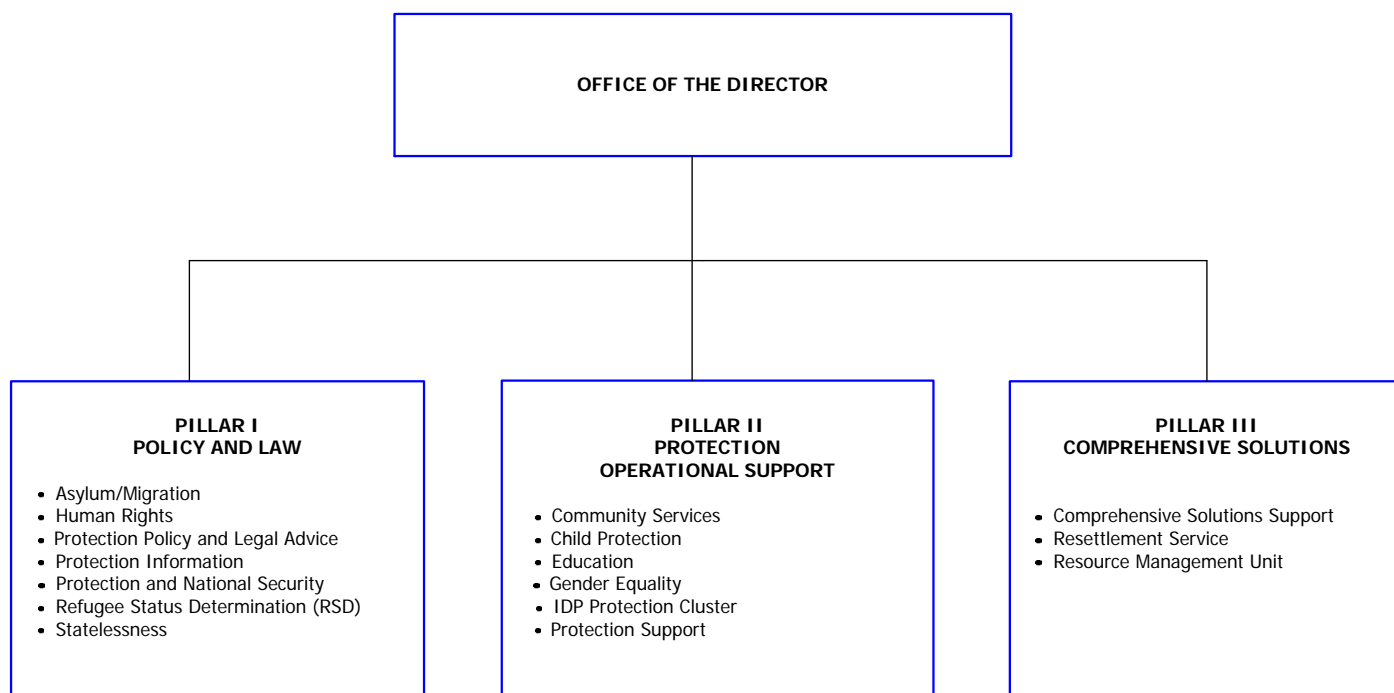 OFFICE OF THE DIRECTOR
PILLAR I
POLICY AND LAW
• Asylum/Migration
• Human Rights
• Protection Policy and Legal Advice
• Protection Information
• Protection and National Security
• Refugee Status Determination (RSD)
• Statelessness
PILLAR II
PROTECTION
OPERATIONAL SUPPORT
• Community Services
• Child Protection
• Education
• Gender Equality
• IDP Protection Cluster
• Protection Support
PILLAR III
COMPREHENSIVE SOLUTIONS
• Comprehensive Solutions Support
• Resettlement Service
• Resource Management Unit